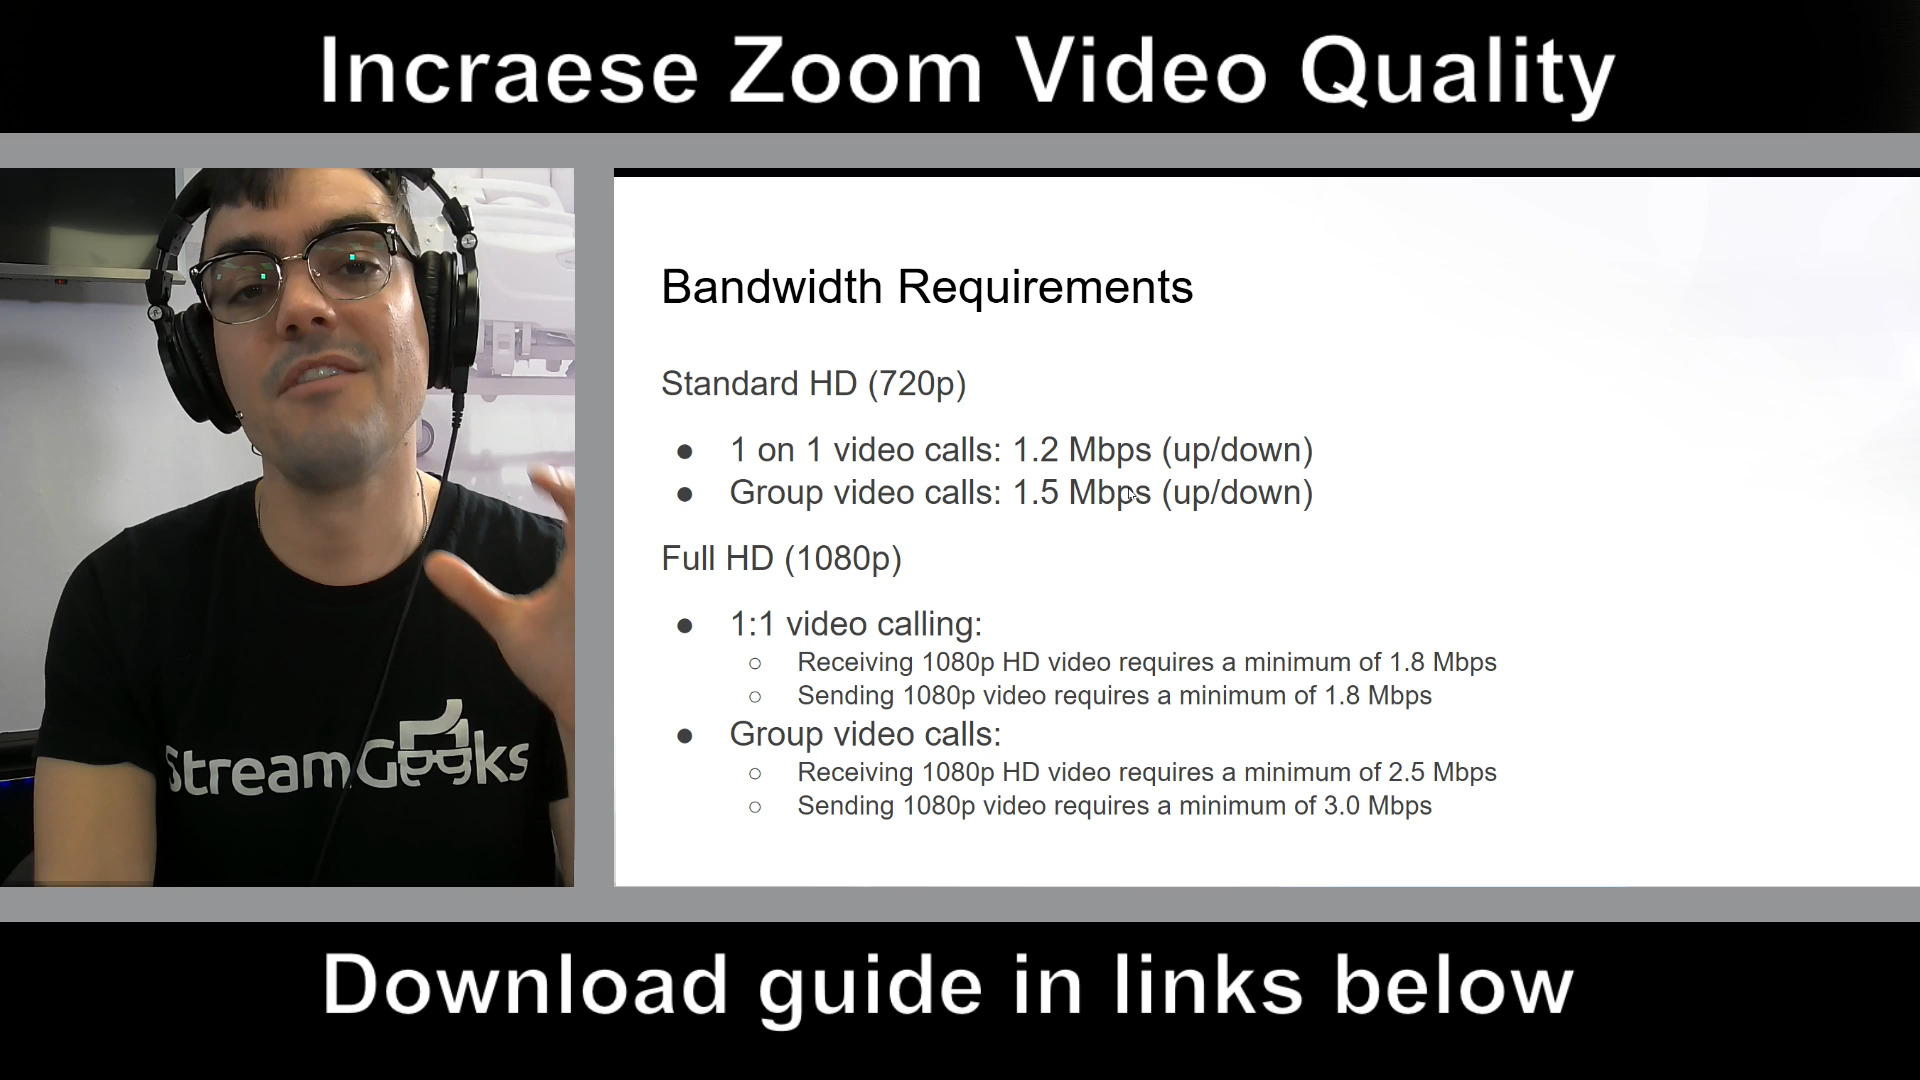 Incraese Zoom Video Quality
StreamGeeks
Bandwidth Requirements
Standard HD (720p)
● 1 on 1 video calls: 1.2 Mbps (up/down)
● Group video calls: 1.5 Mbps (up/down)
Full HD (1080p)
● 1:1 video calling:
○ Receiving 1080p HD video requires a minimum of 1.8 Mbps
○ Sending 1080p video requires a minimum of 1.8 Mbps
● Group video calls:
○ Receiving 1080p HD video requires a minimum of 2.5 Mbps
○ Sending 1080p video requires a minimum of 3.0 Mbps
Download guide in links below